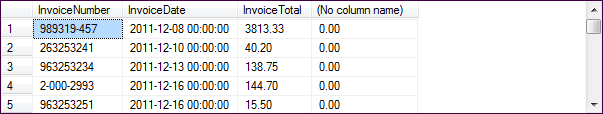 InvoiceNumber InvoiceDate InvoiceTotal (No column name)
1 989319-457 2011-12-08 00:00:00 3813.33 0.00
2 263253241 2011-12-10 00:00:00 40.20 0.00
3 963253234 2011-12-13 00:00:00 138.75 0.00
4 2-000-2993 2011-12-16 00:00:00 144.70 0.00
5 963253251 2011-12-16 00:00:00 15.50 0.00